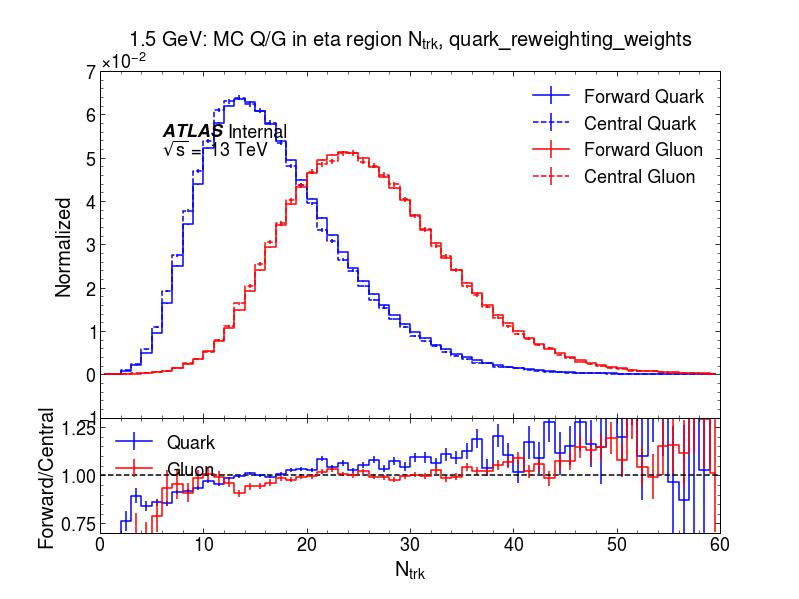 1.5 GeV: MC Q/G in eta region N_trk, quark_reweighting_weights
×10⁻²
7
6
5
4
3
2
1
0
1
Normalized
ATLAS Internal
√s = 13 TeV
Forward Quark
Central Quark
Forward Gluon
Central Gluon
Forward/Central
1.25
1.00
0.75
Quark
Gluon
0 10 20 30 40 50 60
N_trk